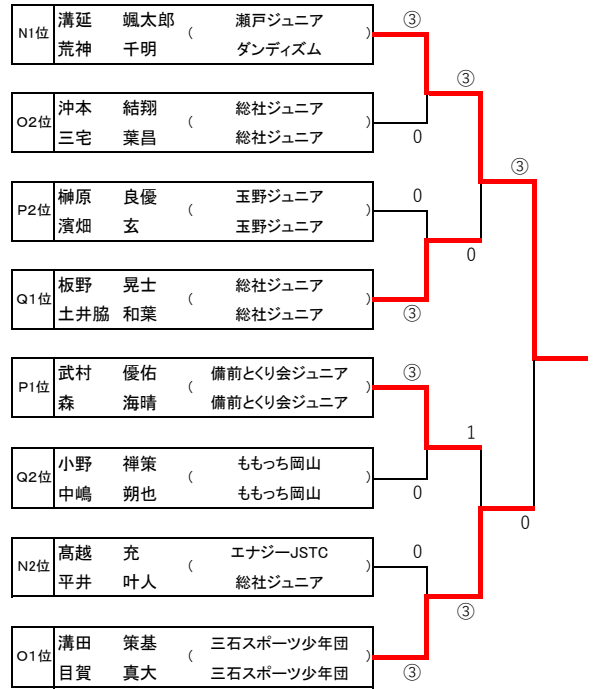 N1位 溝延 颯太郎 ( 瀬戸ジュニア ) ③
荒神 千明 ダンディズム
③
O2位 沖本 結翔 ( 総社ジュニア )
三宅 葉昌 総社ジュニア 0
③
P2位 榊原 良優 ( 玉野ジュニア ) 0
濱畑 玄 玉野ジュニア
0
Q1位 板野 晃士 ( 総社ジュニア )
土井脇 和葉 総社ジュニア ③
P1位 武村 優佑 ( 備前とくり会ジュニア ) ③
森 海晴 備前とくり会ジュニア
1
Q2位 小野 禅策 ( ももっち岡山 )
中嶋 朔也 ももっち岡山 0
0
N2位 髙越 充 ( エナジーJSTC ) 0
平井 叶人 総社ジュニア
③
O1位 溝田 策基 ( 三石スポーツ少年団 )
目賀 真大 三石スポーツ少年団 ③